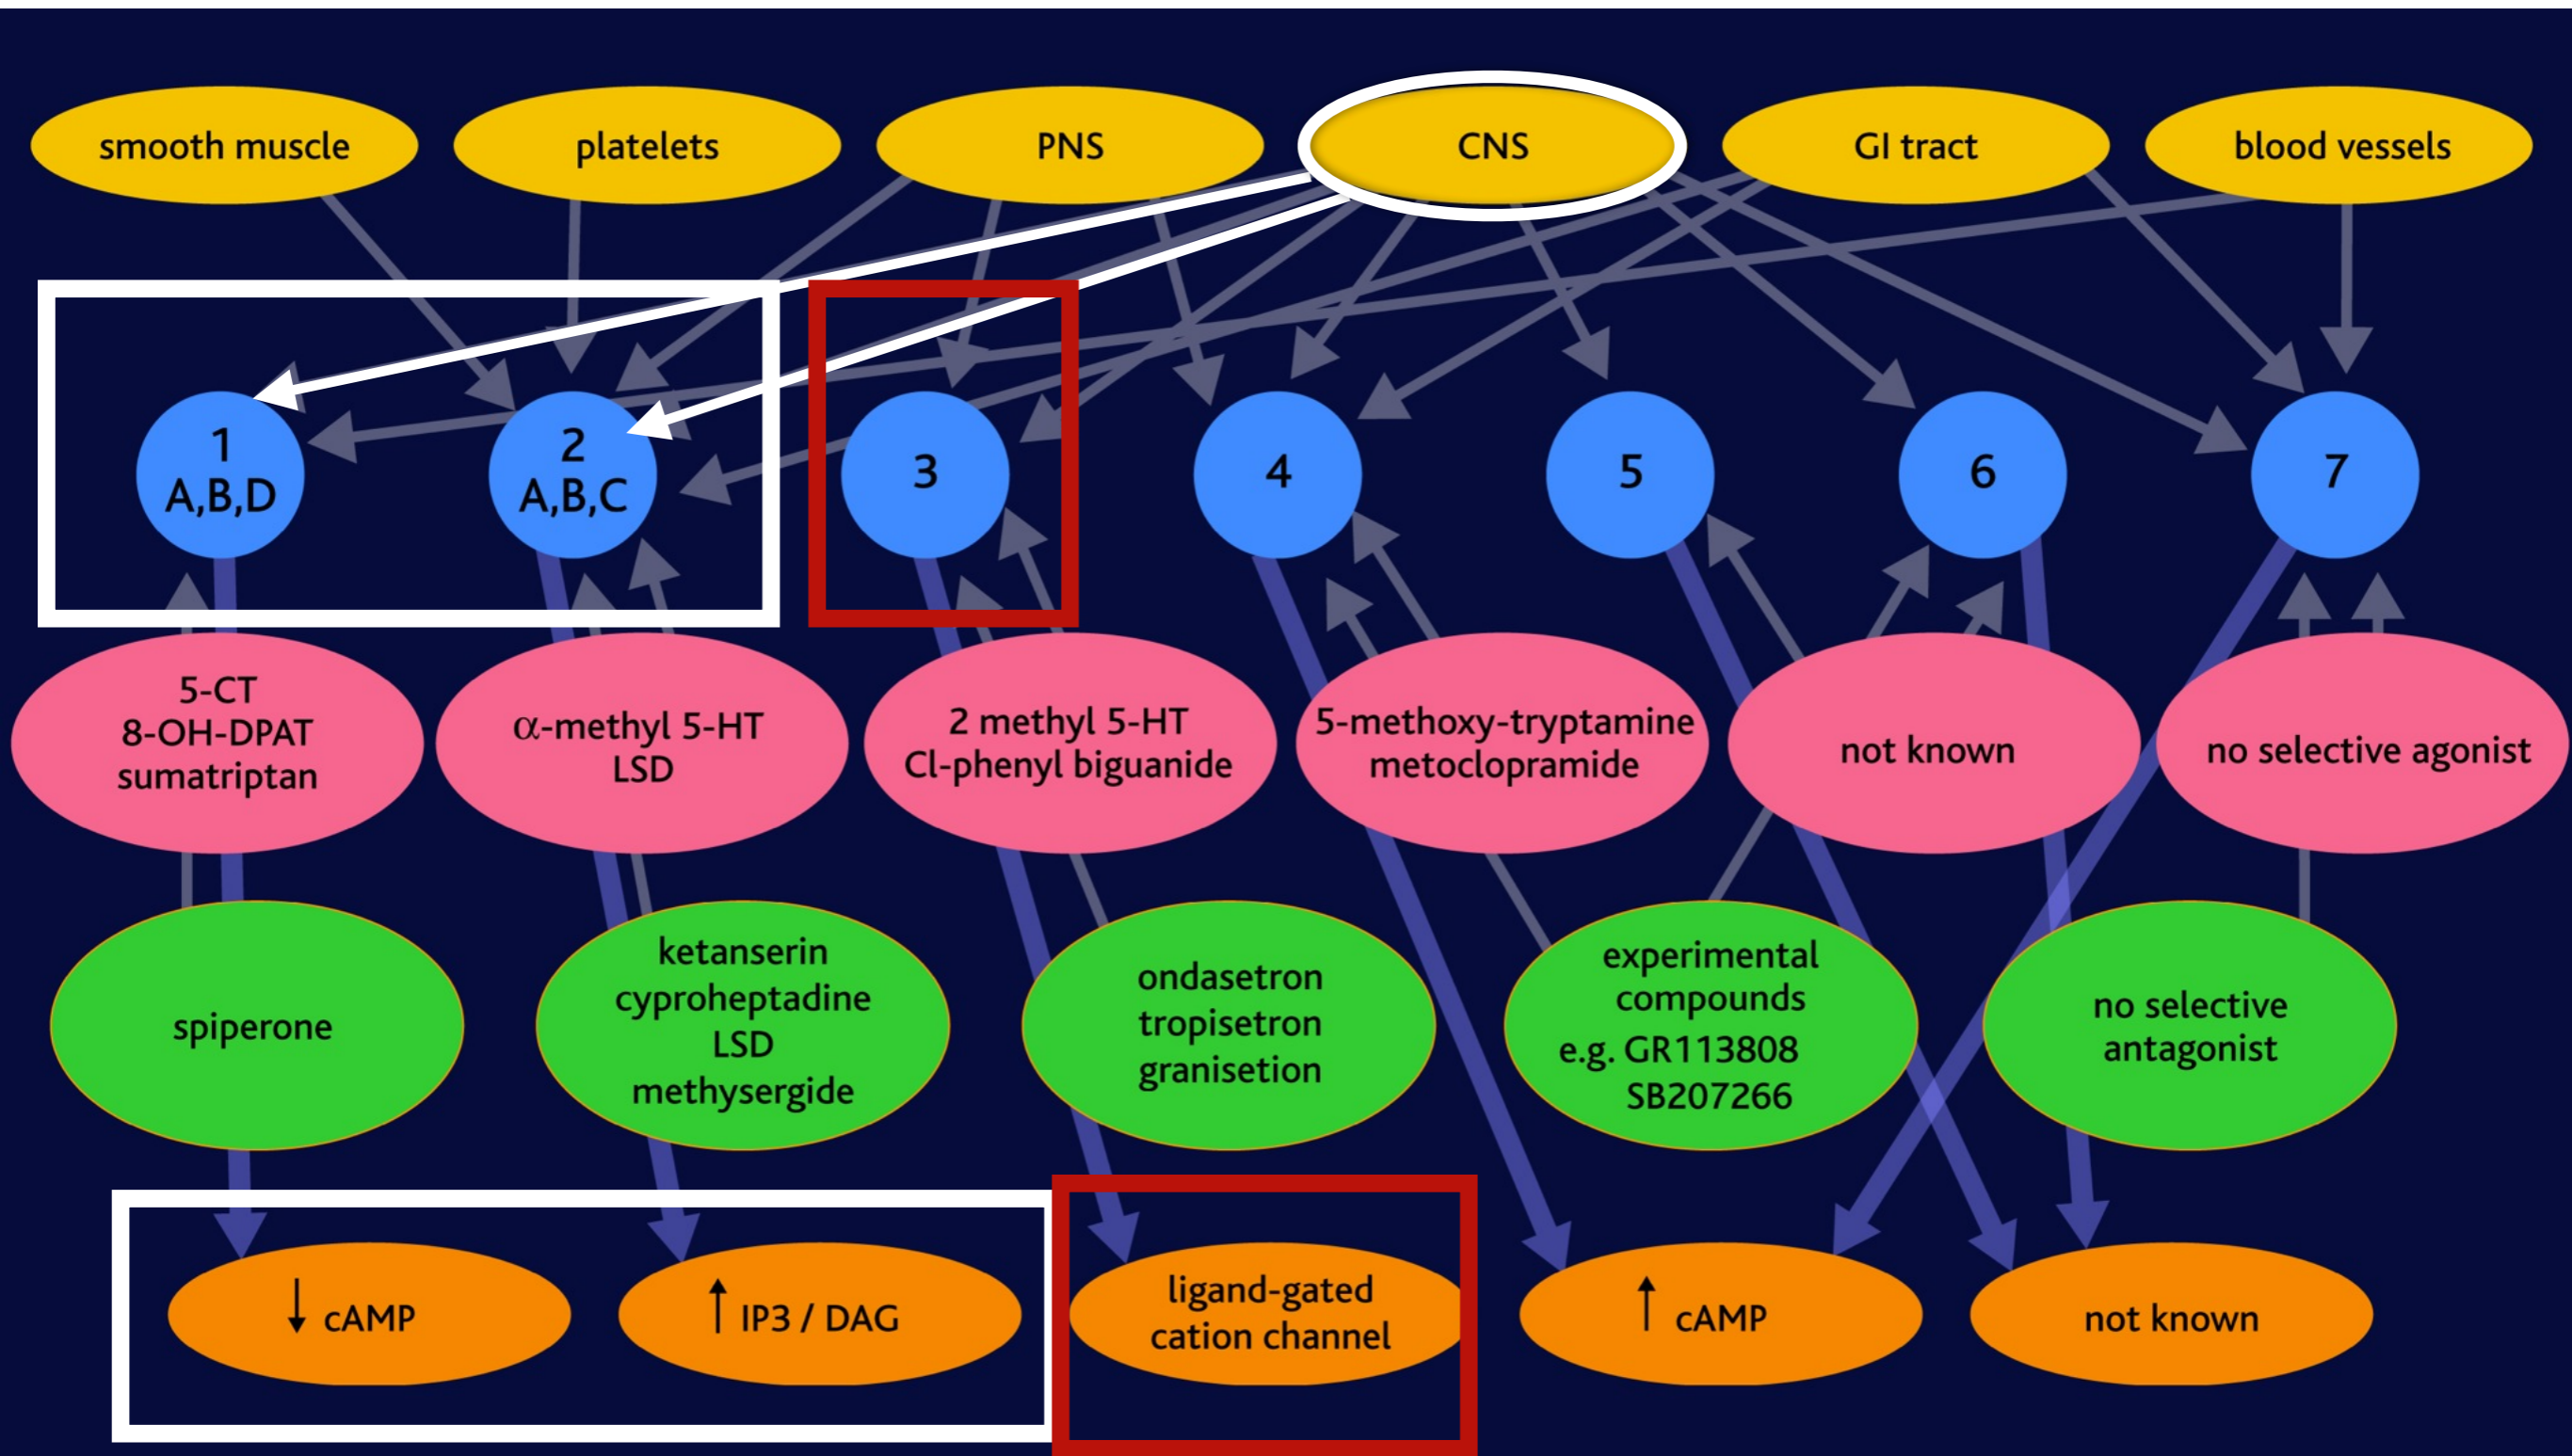 smooth muscle
platelets
PNS
CNS
GI tract
blood vessels
1
A,B,D
2
A,B,C
3
4
5
6
7
5-CT
8-OH-DPAT
sumatriptan
α-methyl 5-HT
LSD
2 methyl 5-HT
Cl-phenyl biguanide
5-methoxy-tryptamine
metoclopramide
not known
no selective agonist
spiperone
ketanserin
cyproheptadine
LSD
methysergide
ondasetron
tropisetron
granisetion
experimental
compounds
e.g. GR113808
SB207266
no selective
antagonist
↓ cAMP
↑ IP3 / DAG
ligand-gated
cation channel
↑ cAMP
not known